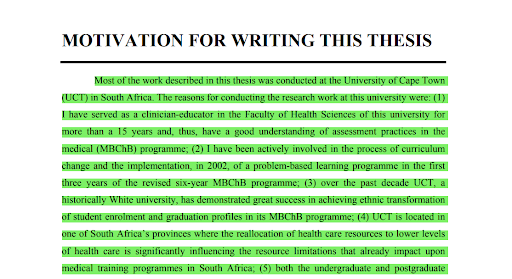 MOTIVATION FOR WRITING THIS THESIS
Most of the work described in this thesis was conducted at the University of Cape Town
(UCT) in South Africa. The reasons for conducting the research work at this university were: (1)
I have served as a clinician-educator in the Faculty of Health Sciences of this university for
more than a 15 years and, thus, have a good understanding of assessment practices in the
medical (MBChB) programme; (2) I have been actively involved in the process of curriculum
change and the implementation, in 2002, of a problem-based learning programme in the first
three years of the revised six-year MBChB programme; (3) over the past decade UCT, a
historically White university, has demonstrated great success in achieving ethnic transformation
of student enrolment and graduation profiles in its MBChB programme; (4) UCT is located in
one of South Africa's provinces where the reallocation of health care resources to lower levels
of health care is significantly influencing the resource limitations that already impact upon
medical training programmes in South Africa; (5) both the undergraduate and postgraduate